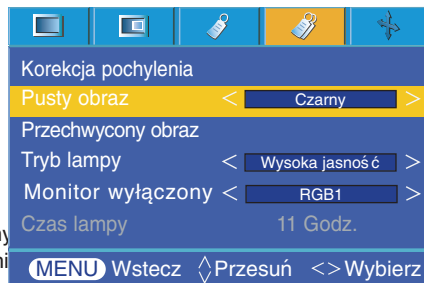 Korekcja pochylenia
Pusty obraz < Czarny >
Przechwycony obraz
Tryb lampy < Wysoka jasność >
Monitor wyłączony < RGB1 >
Czas lampy 11 Godz.
MENU Wstecz ◊Przesuń <>Wybierz